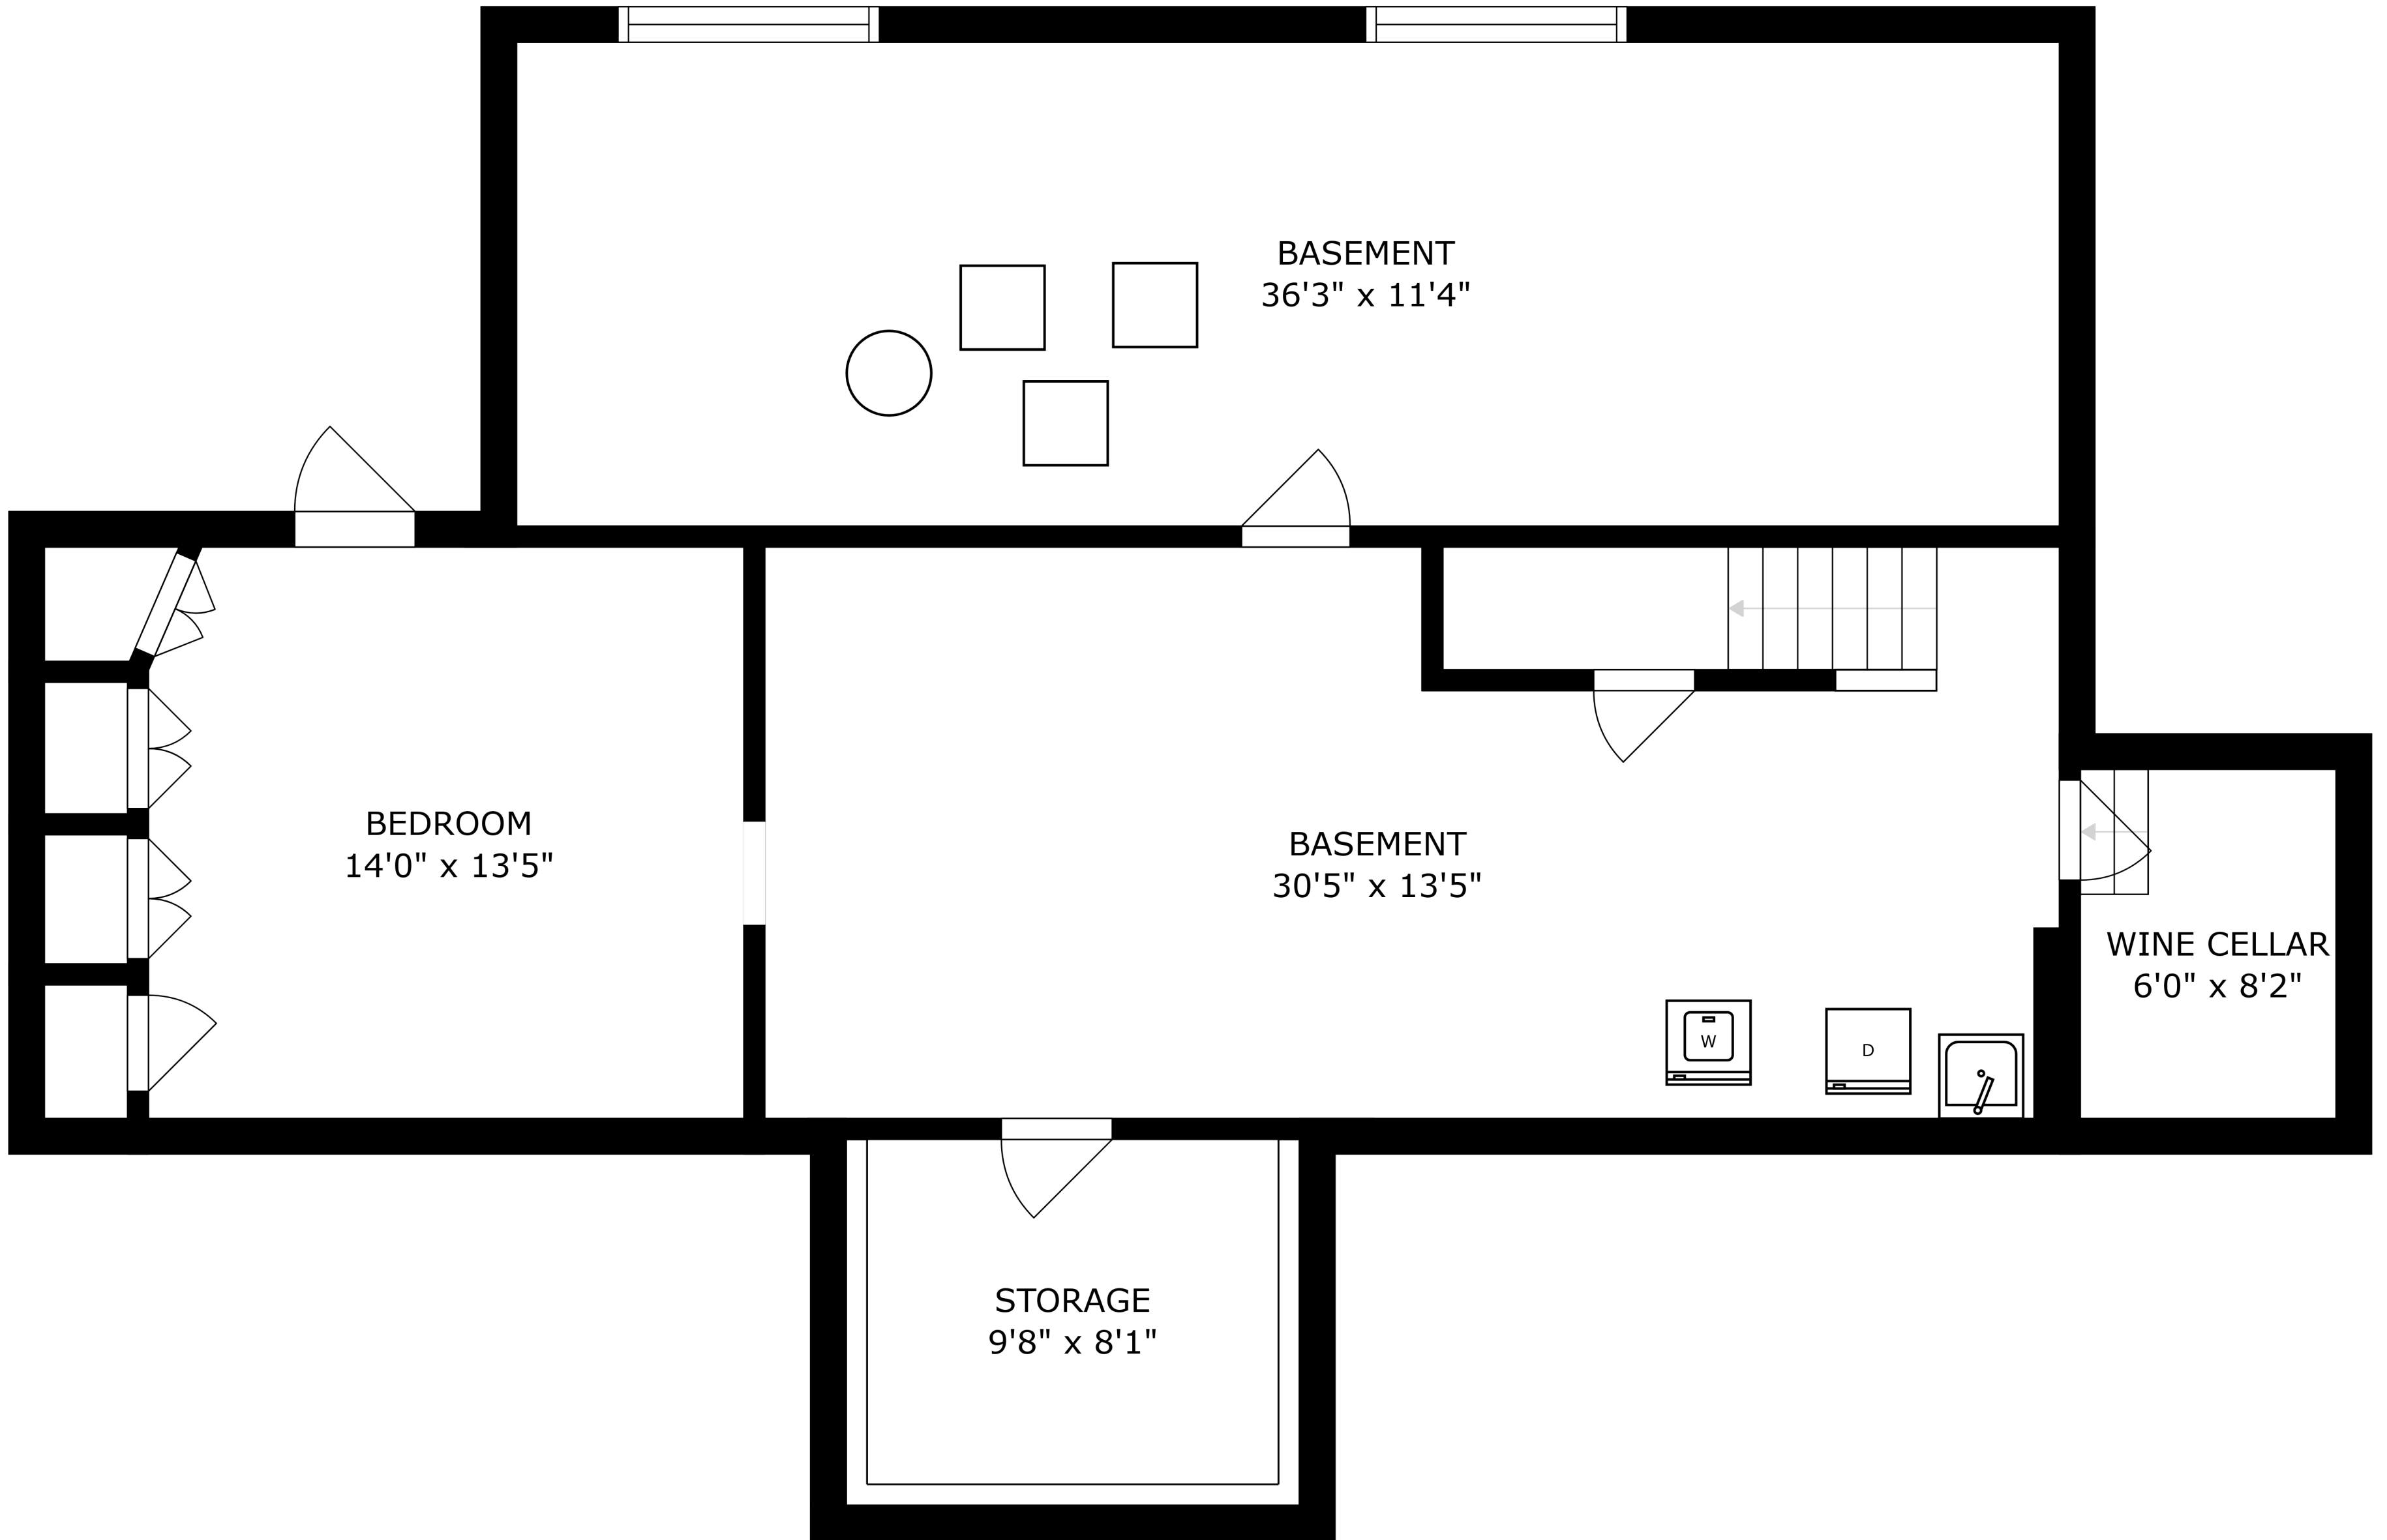 BASEMENT
36'3" x 11'4"
BEDROOM
14'0" x 13'5"
BASEMENT
30'5" x 13'5"
WINE CELLAR
6'0" x 8'2"
W
D
STORAGE
9'8" x 8'1"